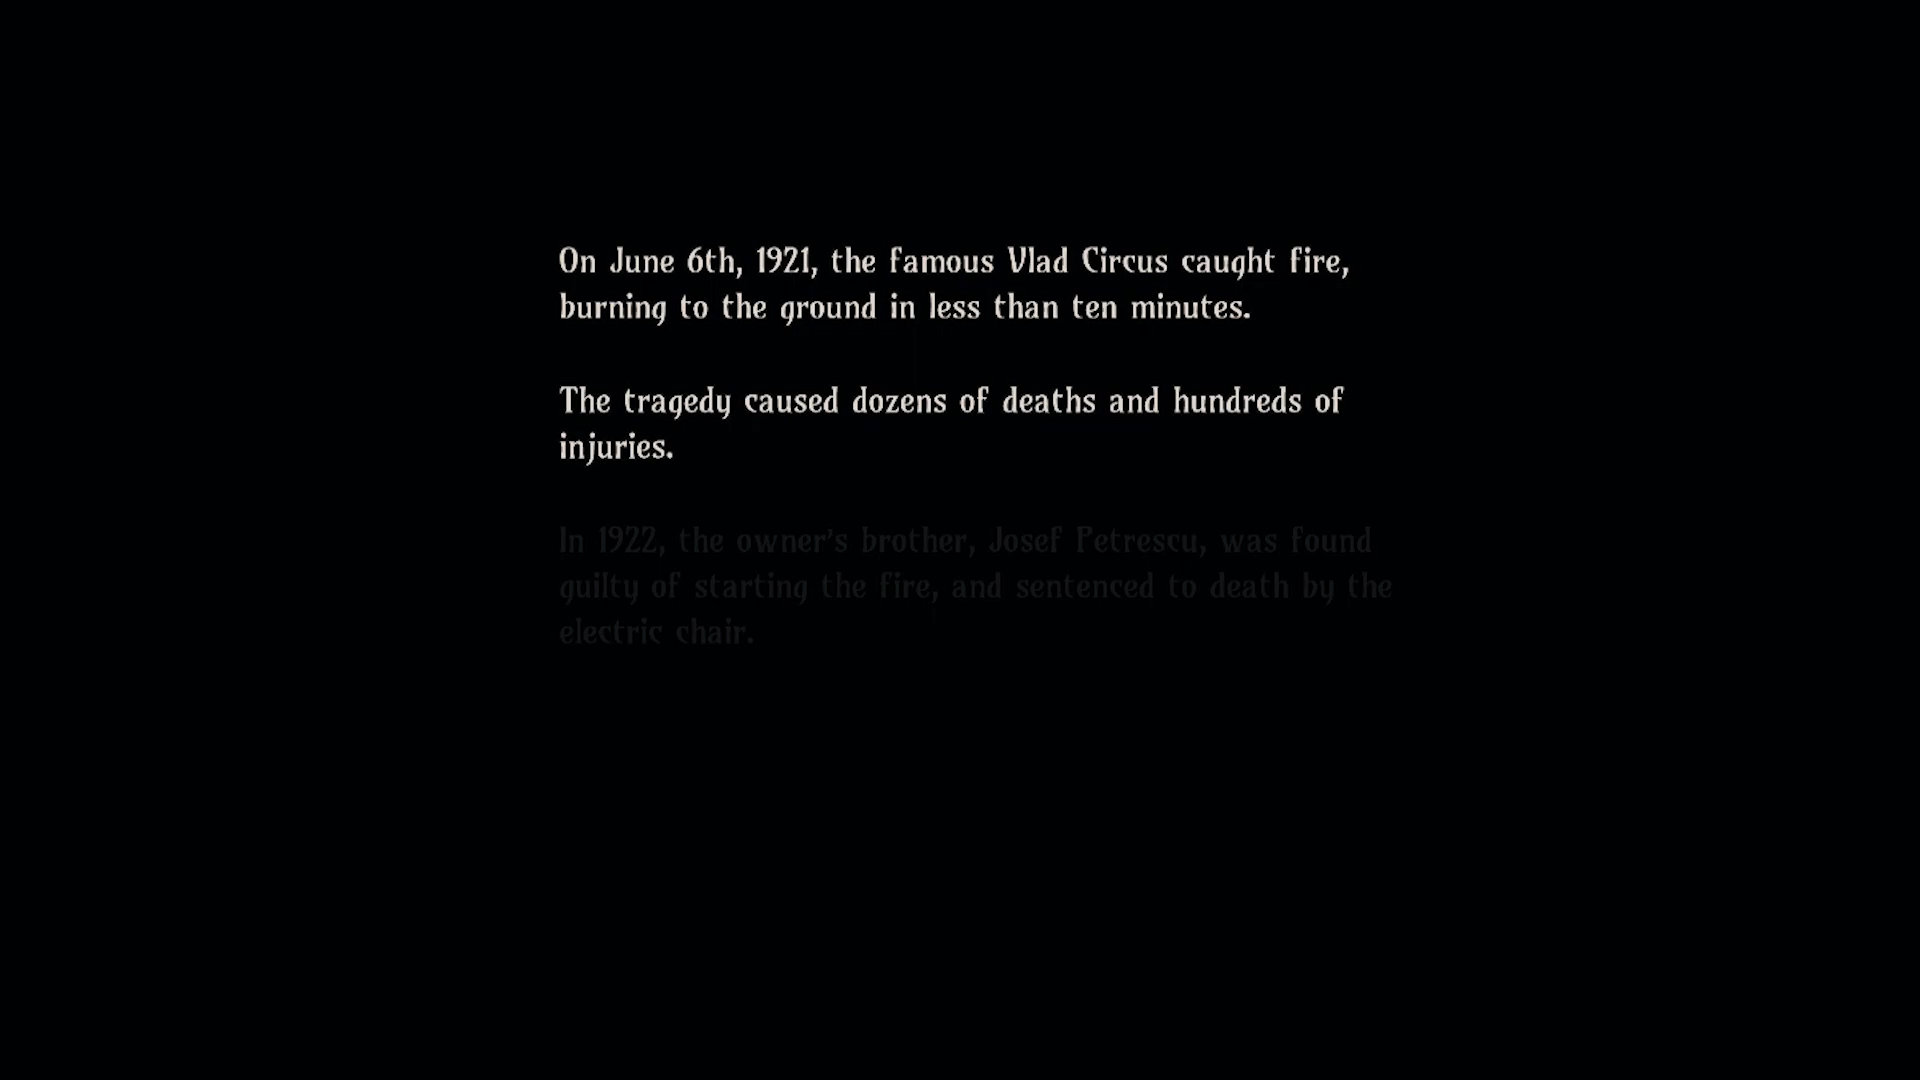 On June 6th, 1921, the famous Vlad Circus caught fire,
burning to the ground in less than ten minutes.
The tragedy caused dozens of deaths and hundreds of
injuries.
In 1922, the owner's brother, Josef Petrescu, was found
guilty of starting the fire, and sentenced to death by the
electric chair.